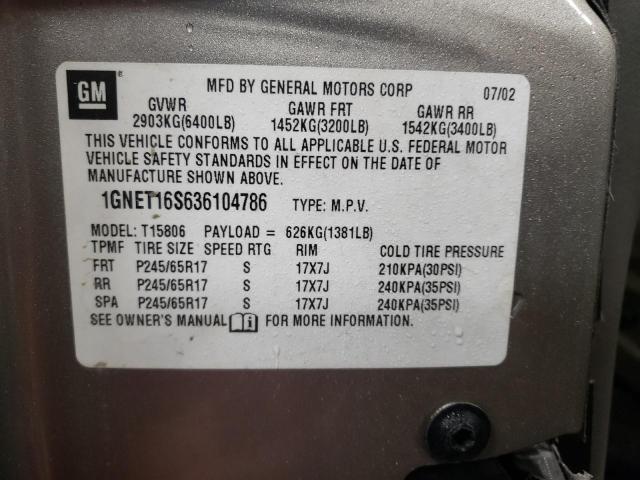 GM®
MFD BY GENERAL MOTORS CORP 07/02
GVWR GAWR FRT GAWR RR
2903KG(6400LB) 1452KG(3200LB) 1542KG(3400LB)
THIS VEHICLE CONFORMS TO ALL APPLICABLE U.S. FEDERAL MOTOR
VEHICLE SAFETY STANDARDS IN EFFECT ON THE DATE OF
MANUFACTURE SHOWN ABOVE.
1GNET16S636104786 TYPE: M.P.V.
MODEL: T15806 PAYLOAD = 626KG(1381LB)
TPMF TIRE SIZE SPEED RTG RIM COLD TIRE PRESSURE
FRT P245/65R17 S 17X7J 210KPA(30PSI)
RR P245/65R17 S 17X7J 240KPA(35PSI)
SPA P245/65R17 S 17X7J 240KPA(35PSI)
SEE OWNER'S MANUAL i FOR MORE INFORMATION.